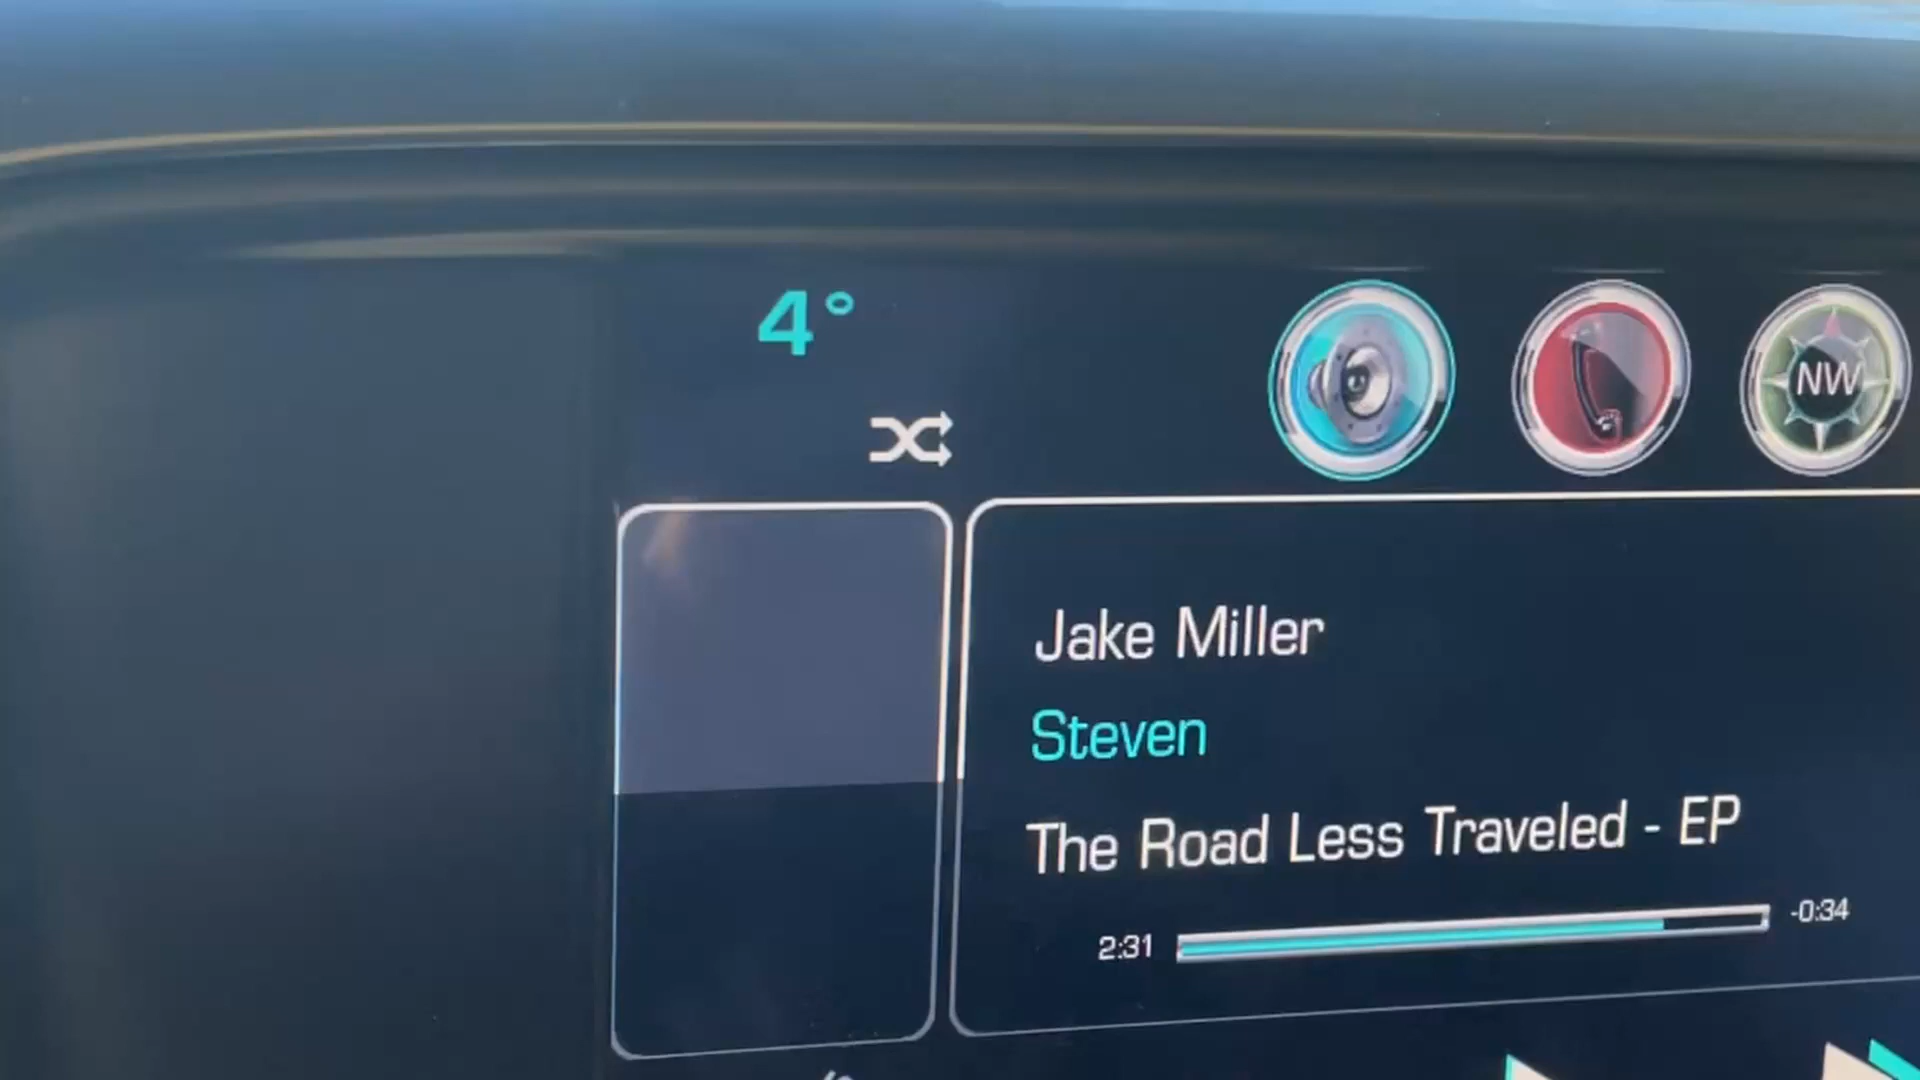 4°
NW
Jake Miller
Steven
The Road Less Traveled - EP
2:31
-0:34